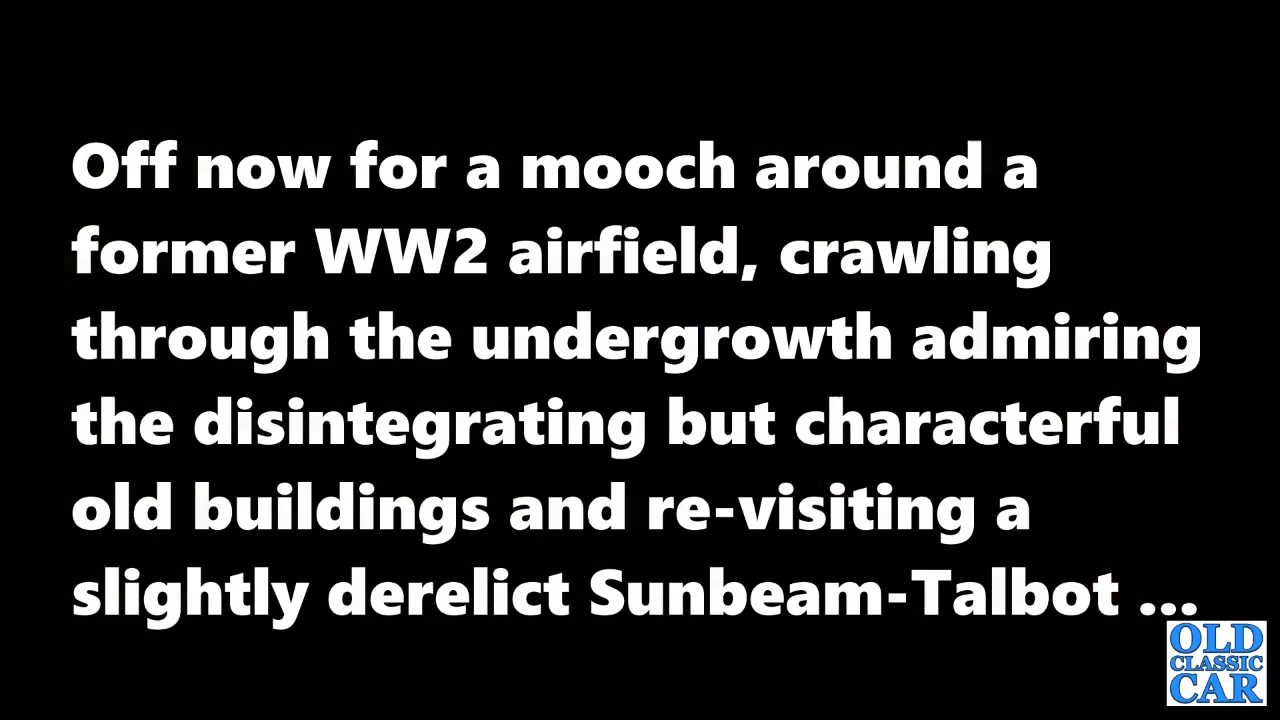 Off now for a mooch around a
former WW2 airfield, crawling
through the undergrowth admiring
the disintegrating but characterful
old buildings and re-visiting a
slightly derelict Sunbeam-Talbot ...
OLD
CLASSIC
CAR